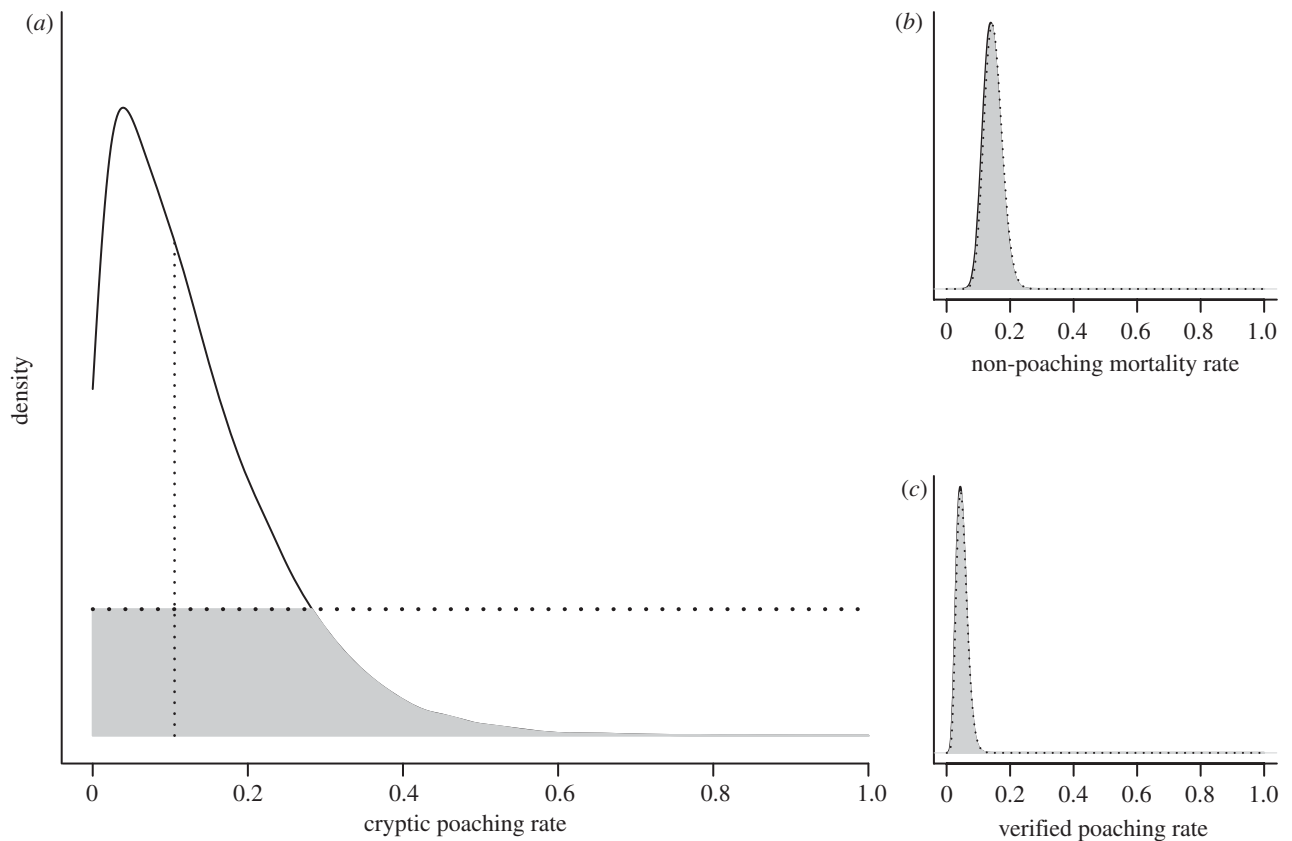 (a)
density
0 0.2 0.4 0.6 0.8 1.0
cryptic poaching rate
(b)
0 0.2 0.4 0.6 0.8 1.0
non-poaching mortality rate
(c)
0 0.2 0.4 0.6 0.8 1.0
verified poaching rate